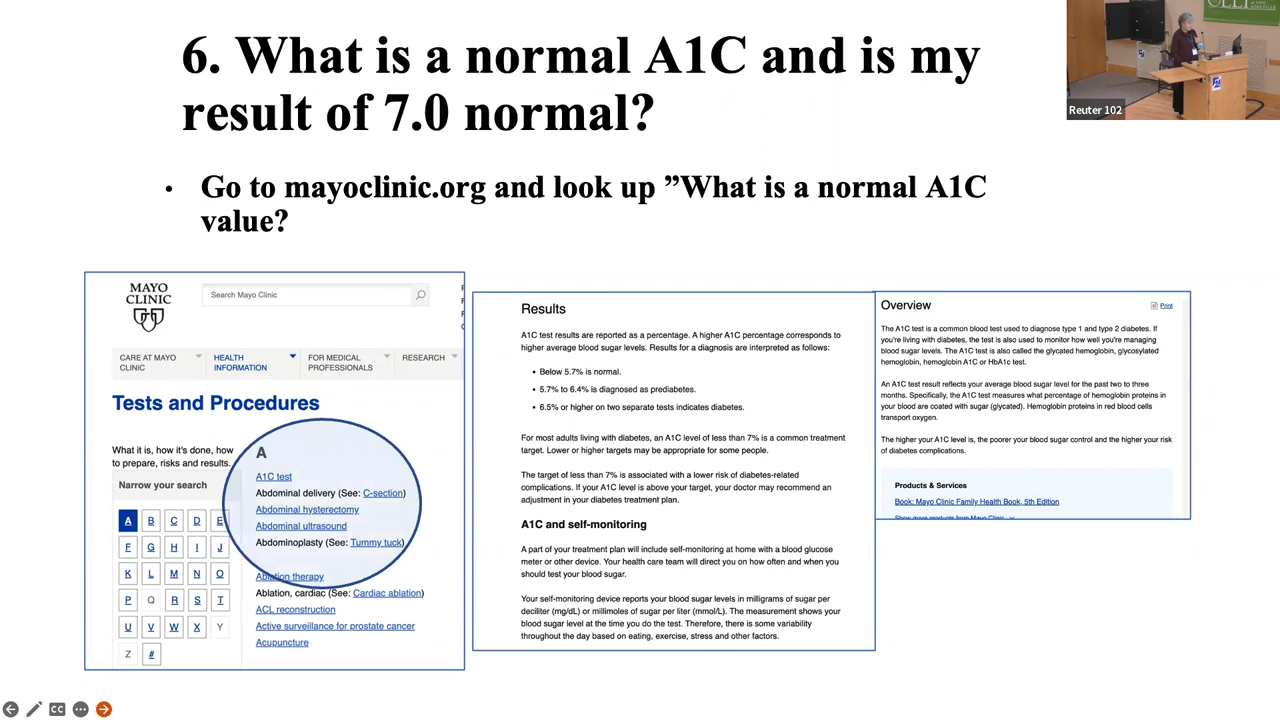 6. What is a normal A1C and is my
result of 7.0 normal?
• Go to mayoclinic.org and look up ”What is a normal A1C
value?
Reuter 102
MAYO
CLINIC
Search Mayo Clinic
CARE AT MAYO
CLINIC
HEALTH
INFORMATION
FOR MEDICAL
PROFESSIONALS
RESEARCH
Tests and Procedures
What it is, how it's done, how
to prepare, risks and results.
Narrow your search
A B C D E
F G H I J
K L M N O
P Q R S T
U V W X Y
Z #
A
A1C test
Abdominal delivery (See: C-section)
Abdominal hysterectomy
Abdominal ultrasound
Abdominoplasty (See: Tummy tuck)
Ablation therapy
Ablation, cardiac (See: Cardiac ablation)
ACL reconstruction
Active surveillance for prostate cancer
Acupuncture
Results
A1C test results are reported as a percentage. A higher A1C percentage corresponds to
higher average blood sugar levels. Results for a diagnosis are interpreted as follows:
• Below 5.7% is normal.
• 5.7% to 6.4% is diagnosed as prediabetes.
• 6.5% or higher on two separate tests indicates diabetes.
For most adults living with diabetes, an A1C level of less than 7% is a common treatment
target. Lower or higher targets may be appropriate for some people.
The target of less than 7% is associated with a lower risk of diabetes-related
complications. If your A1C level is above your target, your doctor may recommend an
adjustment in your diabetes treatment plan.
A1C and self-monitoring
A part of your treatment plan will include self-monitoring at home with a blood glucose
meter or other device. Your health care team will direct you on how often and when you
should test your blood sugar.
Your self-monitoring device reports your blood sugar levels in milligrams of sugar per
deciliter (mg/dL) or millimoles of sugar per liter (mmol/L). The measurement shows your
blood sugar level at the time you do the test. Therefore, there is some variability
throughout the day based on eating, exercise, stress and other factors.
Overview
Print
The A1C test is a common blood test used to diagnose type 1 and type 2 diabetes. If
you're living with diabetes, the test is also used to monitor how well you're managing
blood sugar levels. The A1C test is also called the glycated hemoglobin, glycosylated
hemoglobin, hemoglobin A1C or HbA1c test.
An A1C test result reflects your average blood sugar level for the past two to three
months. Specifically, the A1C test measures what percentage of hemoglobin proteins in
your blood are coated with sugar (glycated). Hemoglobin proteins in red blood cells
transport oxygen.
The higher your A1C level is, the poorer your blood sugar control and the higher your risk
of diabetes complications.
Products & Services
Book: Mayo Clinic Family Health Book, 5th Edition
Show more products from Mayo Clinic
CC